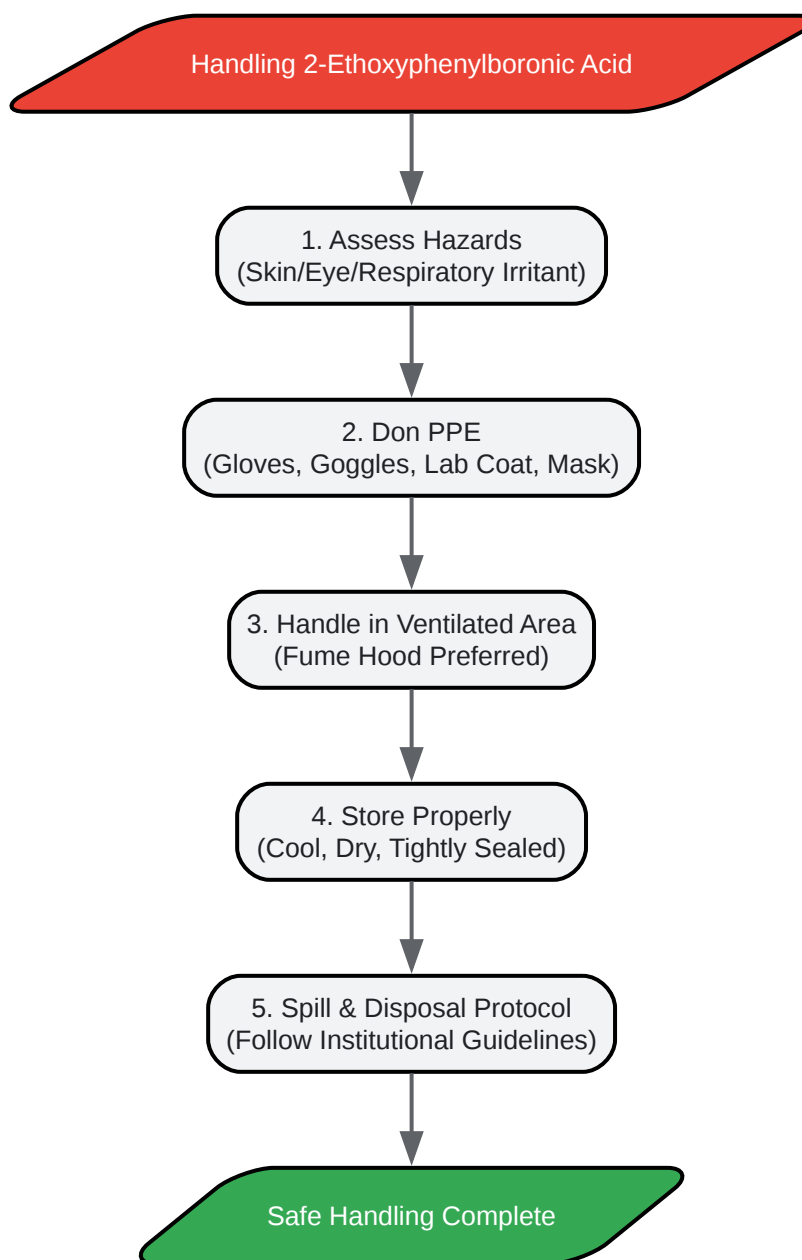 Handling 2-Ethoxyphenylboronic Acid
1. Assess Hazards
(Skin/Eye/Respiratory Irritant)
2. Don PPE
(Gloves, Goggles, Lab Coat, Mask)
3. Handle in Ventilated Area
(Fume Hood Preferred)
4. Store Properly
(Cool, Dry, Tightly Sealed)
5. Spill & Disposal Protocol
(Follow Institutional Guidelines)
Safe Handling Complete